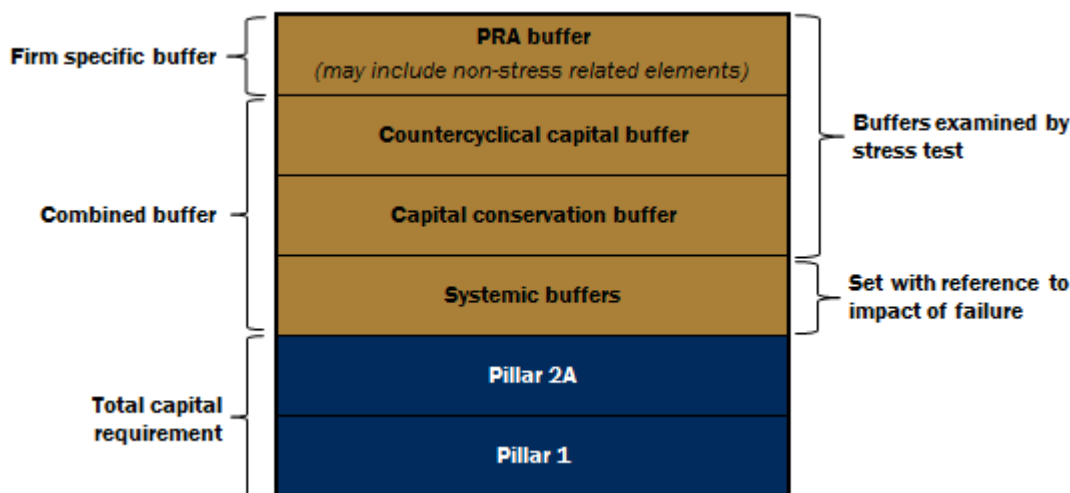 PRA buffer
(may include non-stress related elements)
Firm specific buffer
Countercyclical capital buffer
Buffers examined by
stress test
Combined buffer
Capital conservation buffer
Systemic buffers
Set with reference to
impact of failure
Pillar 2A
Total capital
requirement
Pillar 1